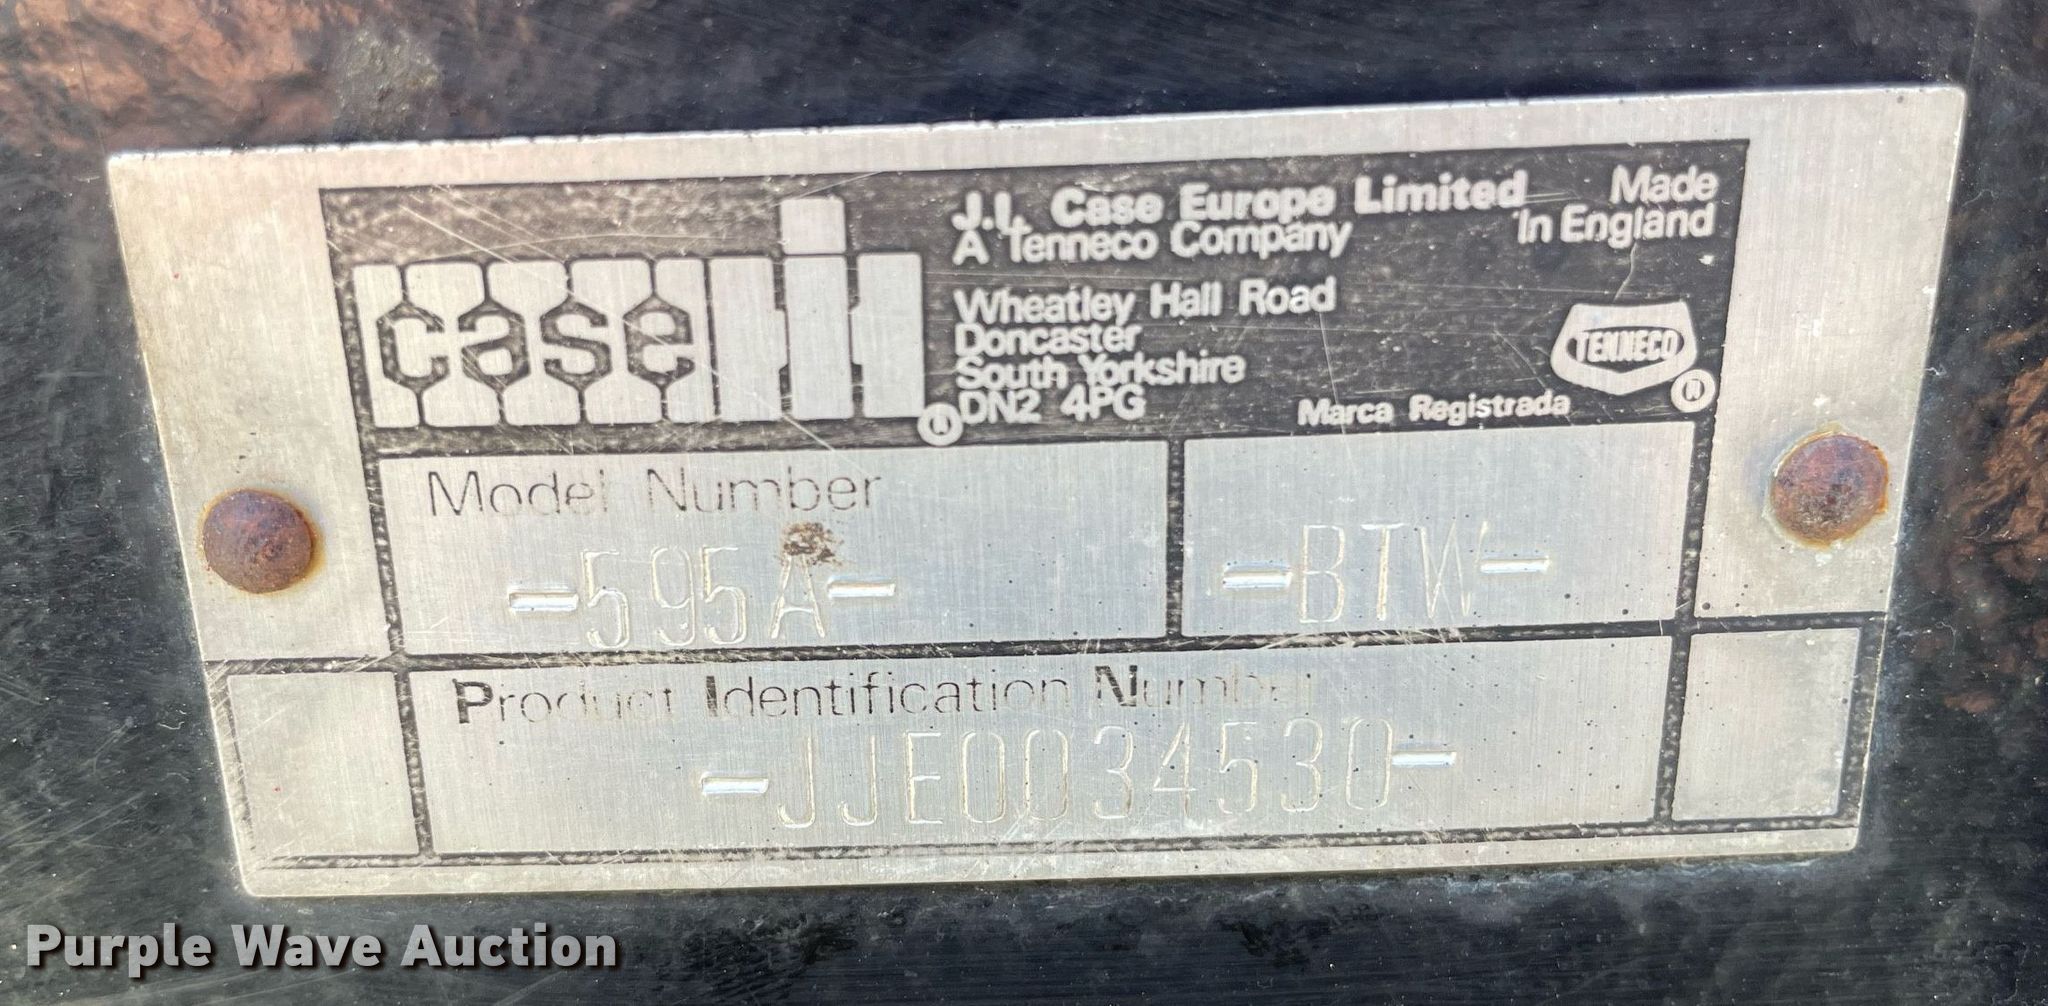 case IH
J.I. Case Europe Limited
A Tenneco Company
Made
in England
Wheatley Hall Road
Doncaster
South Yorkshire
DN2 4PG
TENNECO
Marca Registrada
Model Number
-595A-
-BTW-
Product Identification Number
-JJE0034530-
Purple Wave Auction